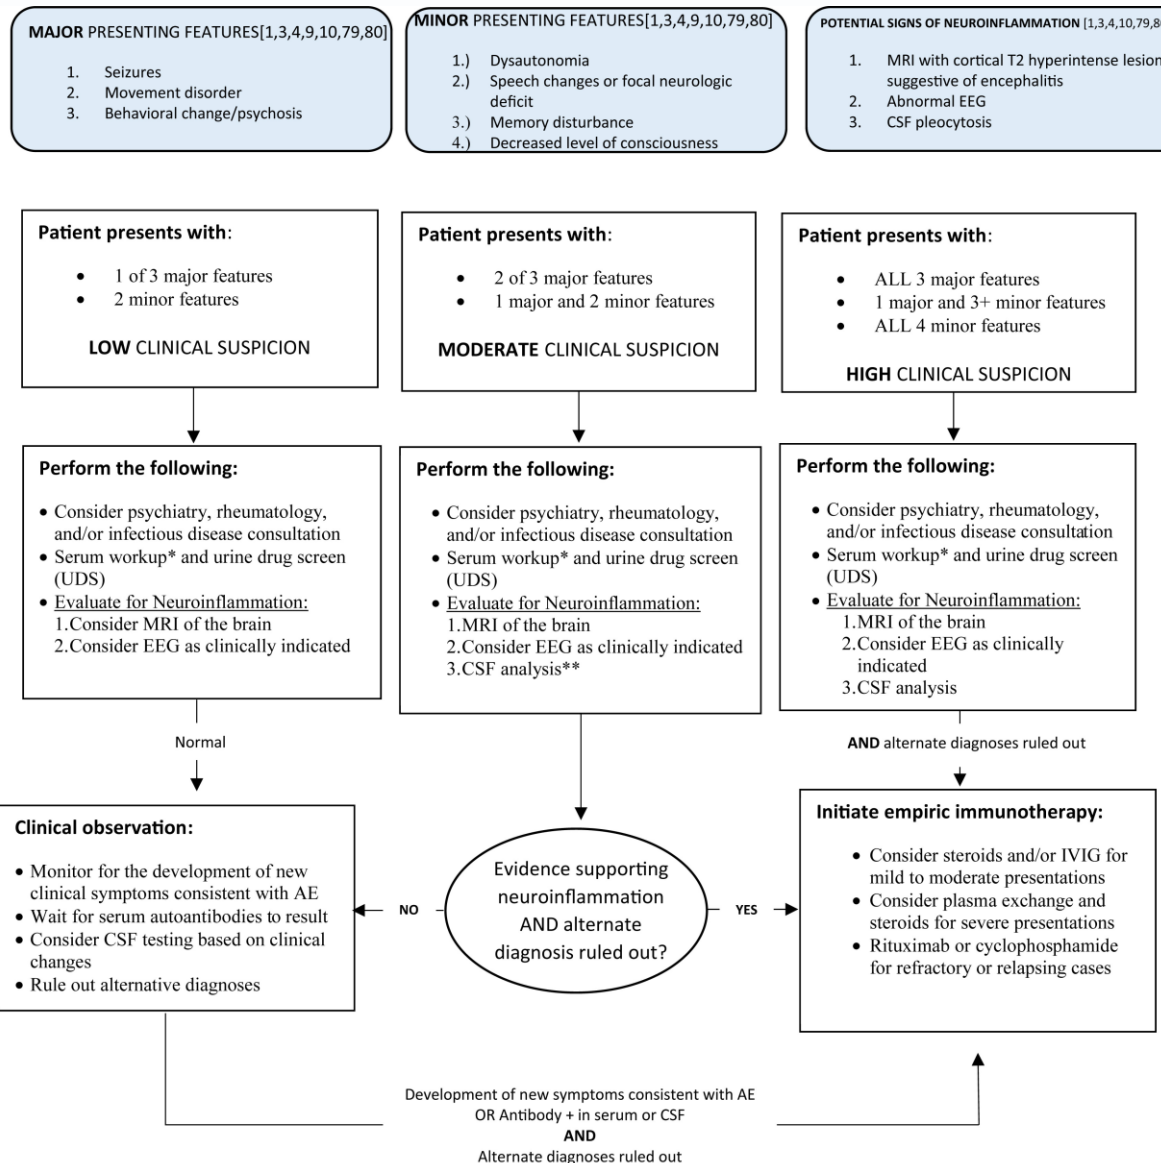 MAJOR PRESENTING FEATURES[1,3,4,9,10,79,80]
1. Seizures
2. Movement disorder
3. Behavioral change/psychosis
MINOR PRESENTING FEATURES[1,3,4,9,10,79,80]
1.) Dysautonomia
2.) Speech changes or focal neurologic
deficit
3.) Memory disturbance
4.) Decreased level of consciousness
POTENTIAL SIGNS OF NEUROINFLAMMATION [1,3,4,10,79,80
1. MRI with cortical T2 hyperintense lesion
suggestive of encephalitis
2. Abnormal EEG
3. CSF pleocytosis
Patient presents with:
• 1 of 3 major features
• 2 minor features
LOW CLINICAL SUSPICION
Patient presents with:
• 2 of 3 major features
• 1 major and 2 minor features
MODERATE CLINICAL SUSPICION
Patient presents with:
• ALL 3 major features
• 1 major and 3+ minor features
• ALL 4 minor features
HIGH CLINICAL SUSPICION
Perform the following:
• Consider psychiatry, rheumatology,
and/or infectious disease consultation
• Serum workup* and urine drug screen
(UDS)
• Evaluate for Neuroinflammation:
1.Consider MRI of the brain
2.Consider EEG as clinically indicated
Perform the following:
• Consider psychiatry, rheumatology,
and/or infectious disease consultation
• Serum workup* and urine drug screen
(UDS)
• Evaluate for Neuroinflammation:
1.MRI of the brain
2.Consider EEG as clinically indicated
3.CSF analysis**
Perform the following:
• Consider psychiatry, rheumatology,
and/or infectious disease consultation
• Serum workup* and urine drug screen
(UDS)
• Evaluate for Neuroinflammation:
1.MRI of the brain
2.Consider EEG as clinically
indicated
3.CSF analysis
Normal
AND alternate diagnoses ruled out
Clinical observation:
• Monitor for the development of new
clinical symptoms consistent with AE
• Wait for serum autoantibodies to result
• Consider CSF testing based on clinical
changes
• Rule out alternative diagnoses
NO
Evidence supporting
neuroinflammation
AND alternate
diagnosis ruled out?
YES
Initiate empiric immunotherapy:
• Consider steroids and/or IVIG for
mild to moderate presentations
• Consider plasma exchange and
steroids for severe presentations
• Rituximab or cyclophosphamide
for refractory or relapsing cases
Development of new symptoms consistent with AE
OR Antibody + in serum or CSF
AND
Alternate diagnoses ruled out